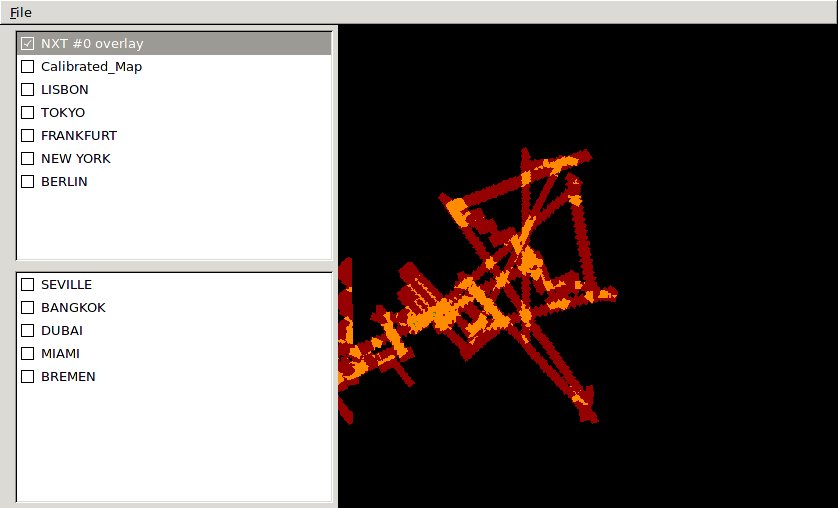 File
NXT #0 overlay
Calibrated_Map
LISBON
TOKYO
FRANKFURT
NEW YORK
BERLIN
SEVILLE
BANGKOK
DUBAI
MIAMI
BREMEN